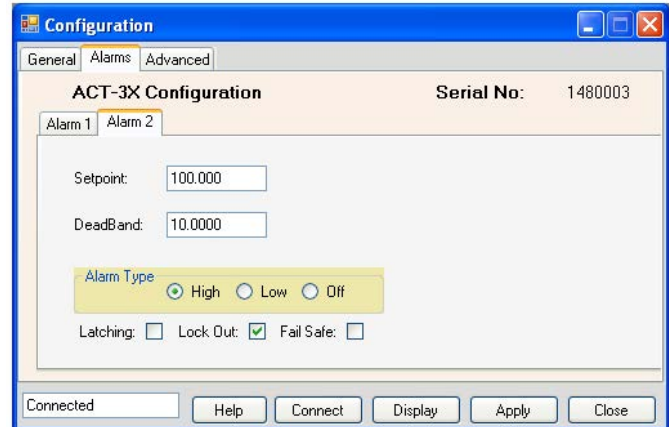 Configuration
General Alarms Advanced
ACT-3X Configuration Serial No: 1480003
Alarm 1 Alarm 2
Setpoint: 100.000
DeadBand: 10.0000
Alarm Type
High Low Off
Latching: Lock Out: Fail Safe:
Connected Help Connect Display Apply Close